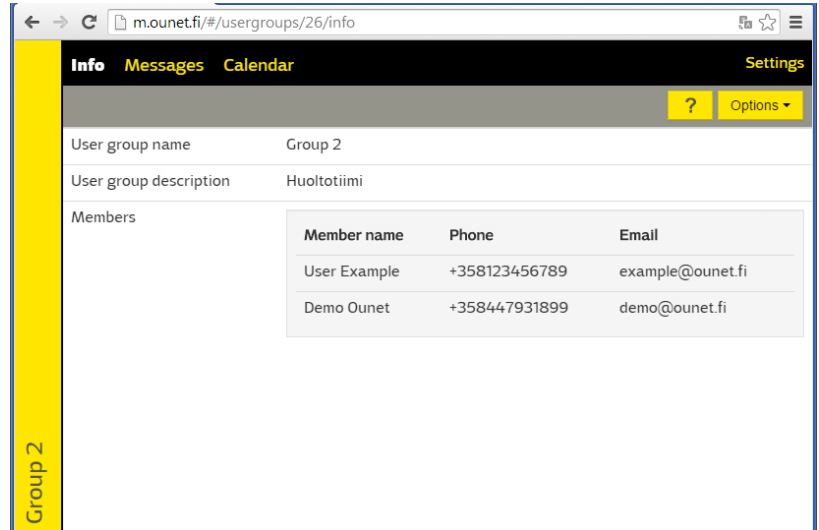 m.ounet.fi/#/usergroups/26/info
Info Messages Calendar Settings
? Options
User group name Group 2
User group description Huoltotiimi
Members
Member name Phone Email
User Example +358123456789 example@ounet.fi
Demo Ounet +358447931899 demo@ounet.fi
Group 2